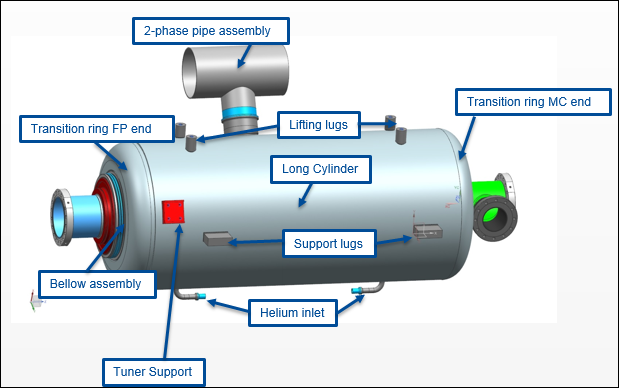 2-phase pipe assembly
Transition ring MC end
Transition ring FP end
Lifting lugs
Long Cylinder
Support lugs
Bellow assembly
Helium inlet
Tuner Support